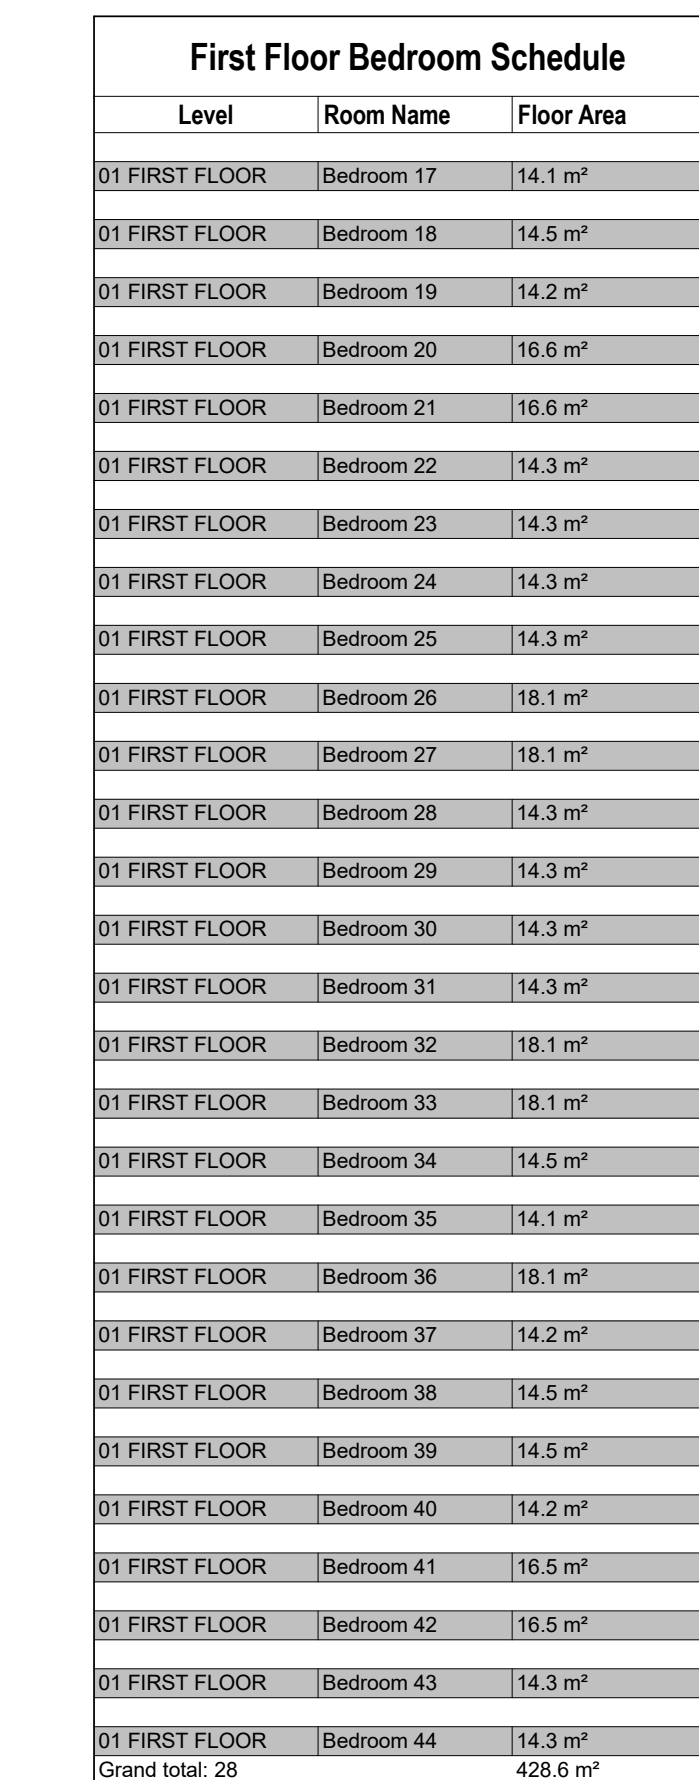 First Floor Bedroom Schedule
Level Room Name Floor Area
01 FIRST FLOOR Bedroom 17 14.1 m²
01 FIRST FLOOR Bedroom 18 14.5 m²
01 FIRST FLOOR Bedroom 19 14.2 m²
01 FIRST FLOOR Bedroom 20 16.6 m²
01 FIRST FLOOR Bedroom 21 16.6 m²
01 FIRST FLOOR Bedroom 22 14.3 m²
01 FIRST FLOOR Bedroom 23 14.3 m²
01 FIRST FLOOR Bedroom 24 14.3 m²
01 FIRST FLOOR Bedroom 25 14.3 m²
01 FIRST FLOOR Bedroom 26 18.1 m²
01 FIRST FLOOR Bedroom 27 18.1 m²
01 FIRST FLOOR Bedroom 28 14.3 m²
01 FIRST FLOOR Bedroom 29 14.3 m²
01 FIRST FLOOR Bedroom 30 14.3 m²
01 FIRST FLOOR Bedroom 31 14.3 m²
01 FIRST FLOOR Bedroom 32 18.1 m²
01 FIRST FLOOR Bedroom 33 18.1 m²
01 FIRST FLOOR Bedroom 34 14.5 m²
01 FIRST FLOOR Bedroom 35 14.1 m²
01 FIRST FLOOR Bedroom 36 18.1 m²
01 FIRST FLOOR Bedroom 37 14.2 m²
01 FIRST FLOOR Bedroom 38 14.5 m²
01 FIRST FLOOR Bedroom 39 14.5 m²
01 FIRST FLOOR Bedroom 40 14.2 m²
01 FIRST FLOOR Bedroom 41 16.5 m²
01 FIRST FLOOR Bedroom 42 16.5 m²
01 FIRST FLOOR Bedroom 43 14.3 m²
01 FIRST FLOOR Bedroom 44 14.3 m²
Grand total: 28 428.6 m²